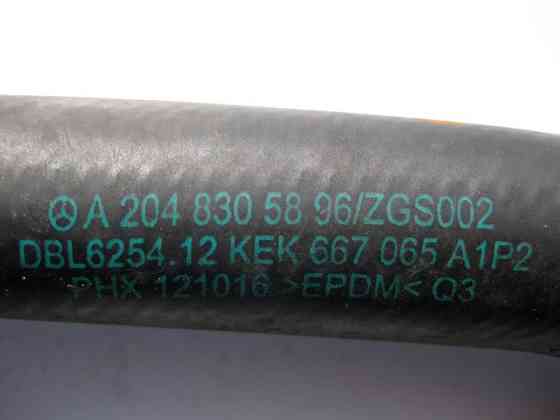 A 204 830 58 96/ZGS002
DBL6254.12 KEK 667 065 A1P2
PHX 121016 >EPDM< Q3